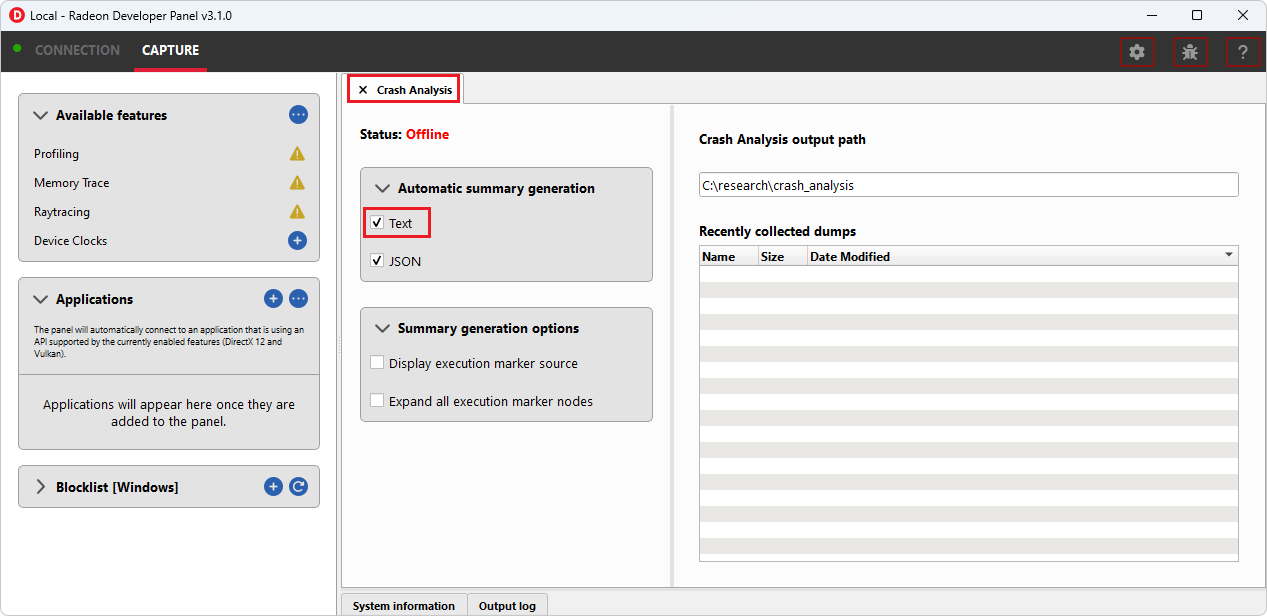 Local - Radeon Developer Panel v3.1.0
CONNECTION
CAPTURE
?
Available features
Profiling
Memory Trace
Raytracing
Device Clocks
Applications
The panel will automatically connect to an application that is using an
API supported by the currently enabled features (DirectX 12 and
Vulkan).
Applications will appear here once they are
added to the panel.
Blocklist [Windows]
Crash Analysis
Status: Offline
Automatic summary generation
Text
JSON
Summary generation options
Display execution marker source
Expand all execution marker nodes
Crash Analysis output path
C:\research\crash_analysis
Recently collected dumps
Name Size Date Modified
System information
Output log